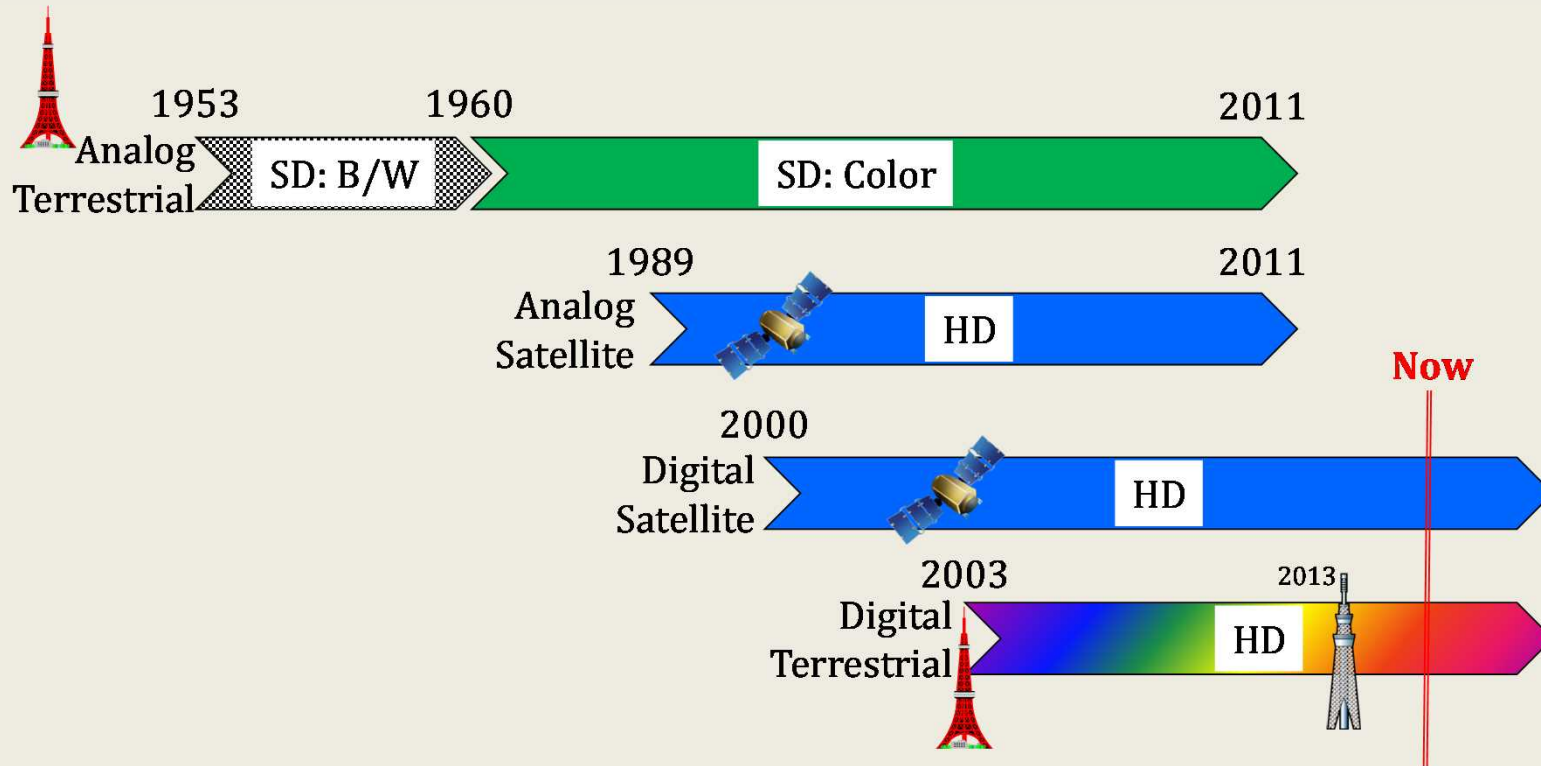 1953
1960
2011
Analog
Terrestrial
SD: B/W
SD: Color
1989
2011
Analog
Satellite
HD
Now
2000
Digital
Satellite
HD
2003
2013
Digital
Terrestrial
HD